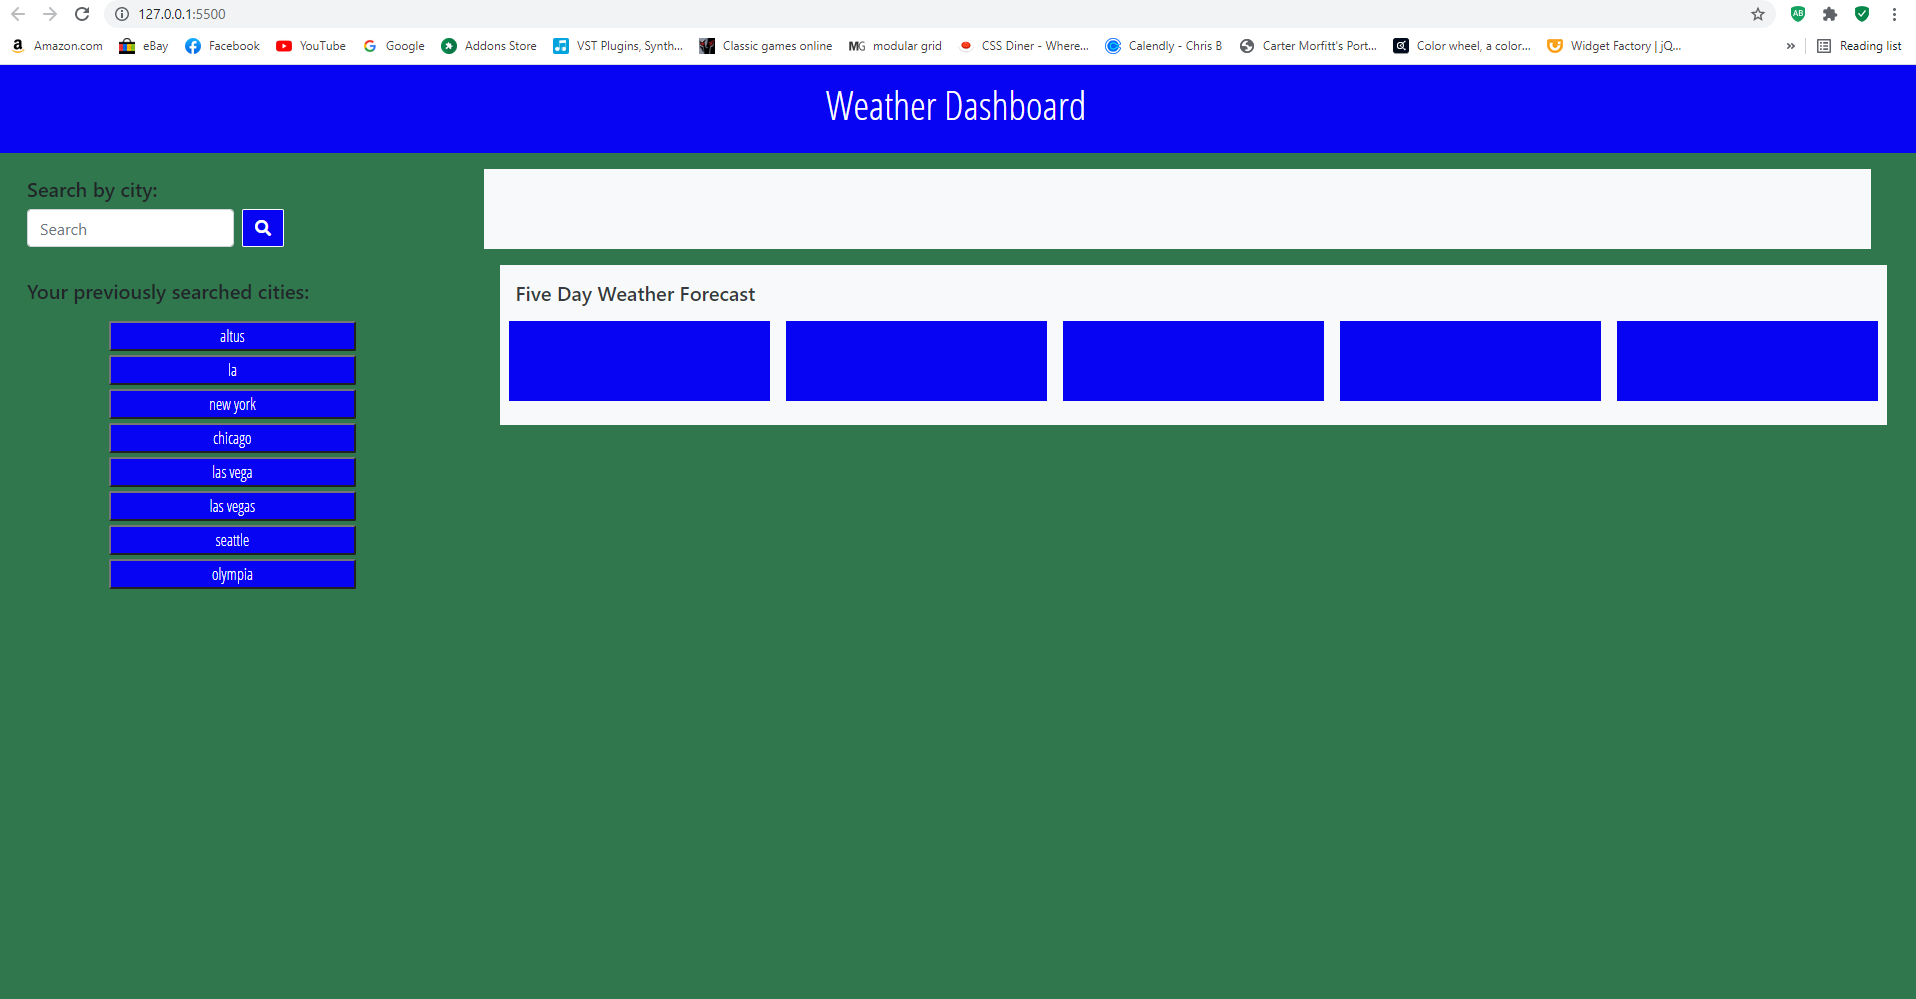 127.0.0.1:5500
AB
a Amazon.com eBay Facebook YouTube G Google Addons Store VST Plugins, Synth... Classic games online MG modular grid CSS Diner - Where... Calendly - Chris B Carter Morfitt's Port... Color wheel, a color... Widget Factory | jQ... » Reading list
Weather Dashboard
Search by city:
Search
Your previously searched cities:
altus
la
new york
chicago
las vega
las vegas
seattle
olympia
Five Day Weather Forecast